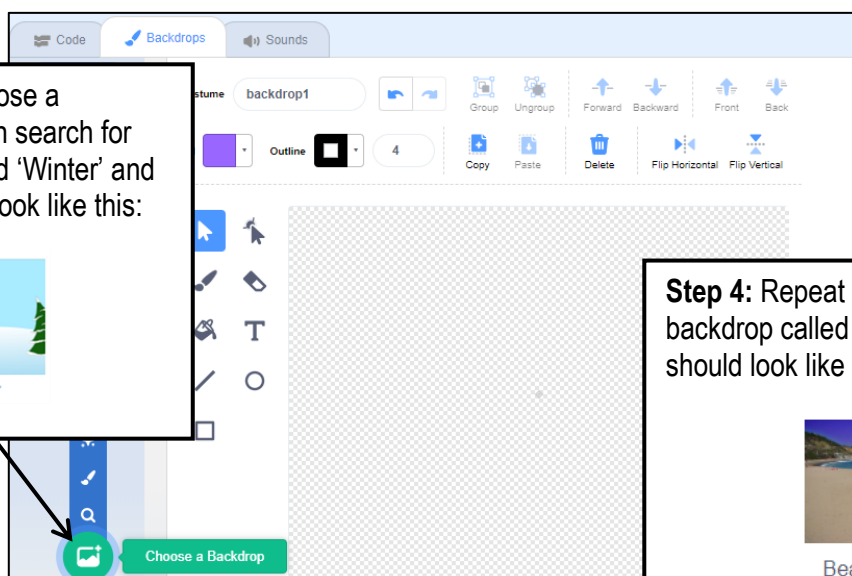 Code
Backdrops
Sounds
ose a
n search for
d ‘Winter’ and
ook like this:
stume
backdrop1
Group
Ungroup
Forward
Backward
Front
Back
Outline
4
Copy
Paste
Delete
Flip Horizontal
Flip Vertical
T
Step 4: Repeat
backdrop called
should look like
Bea
Choose a Backdrop